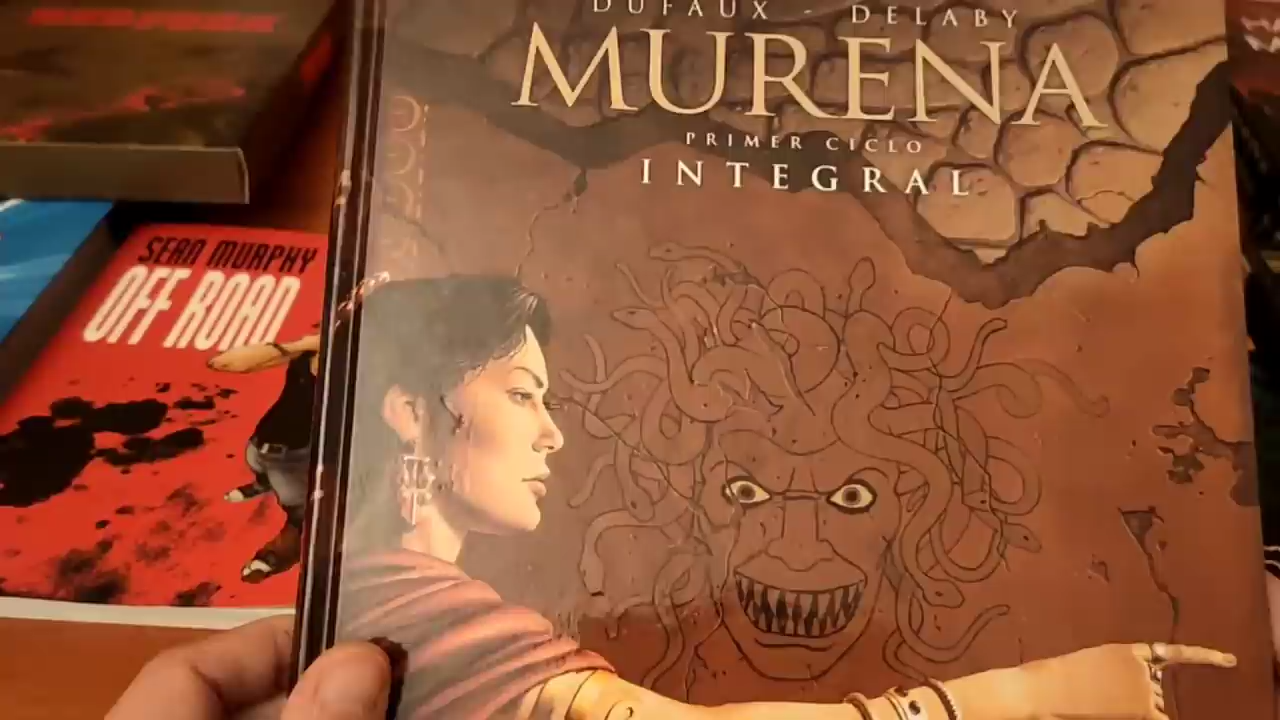 DUFAUX - DELABY
MURENA
PRIMER CICLO
INTEGRAL
SEAN MURPHY
OFF ROAD